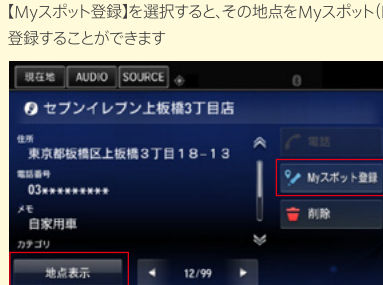 【Myスポット登録】を選択すると、その地点をMyスポット(
登録することができます
現在地 AUDIO SOURCE
セブンイレブン上板橋3丁目店
住所
東京都板橋区上板橋3丁目18-13
電話
電話番号
03*********
Myスポット登録
メモ
自家用車
削除
カテゴリ
地点表示
12/99